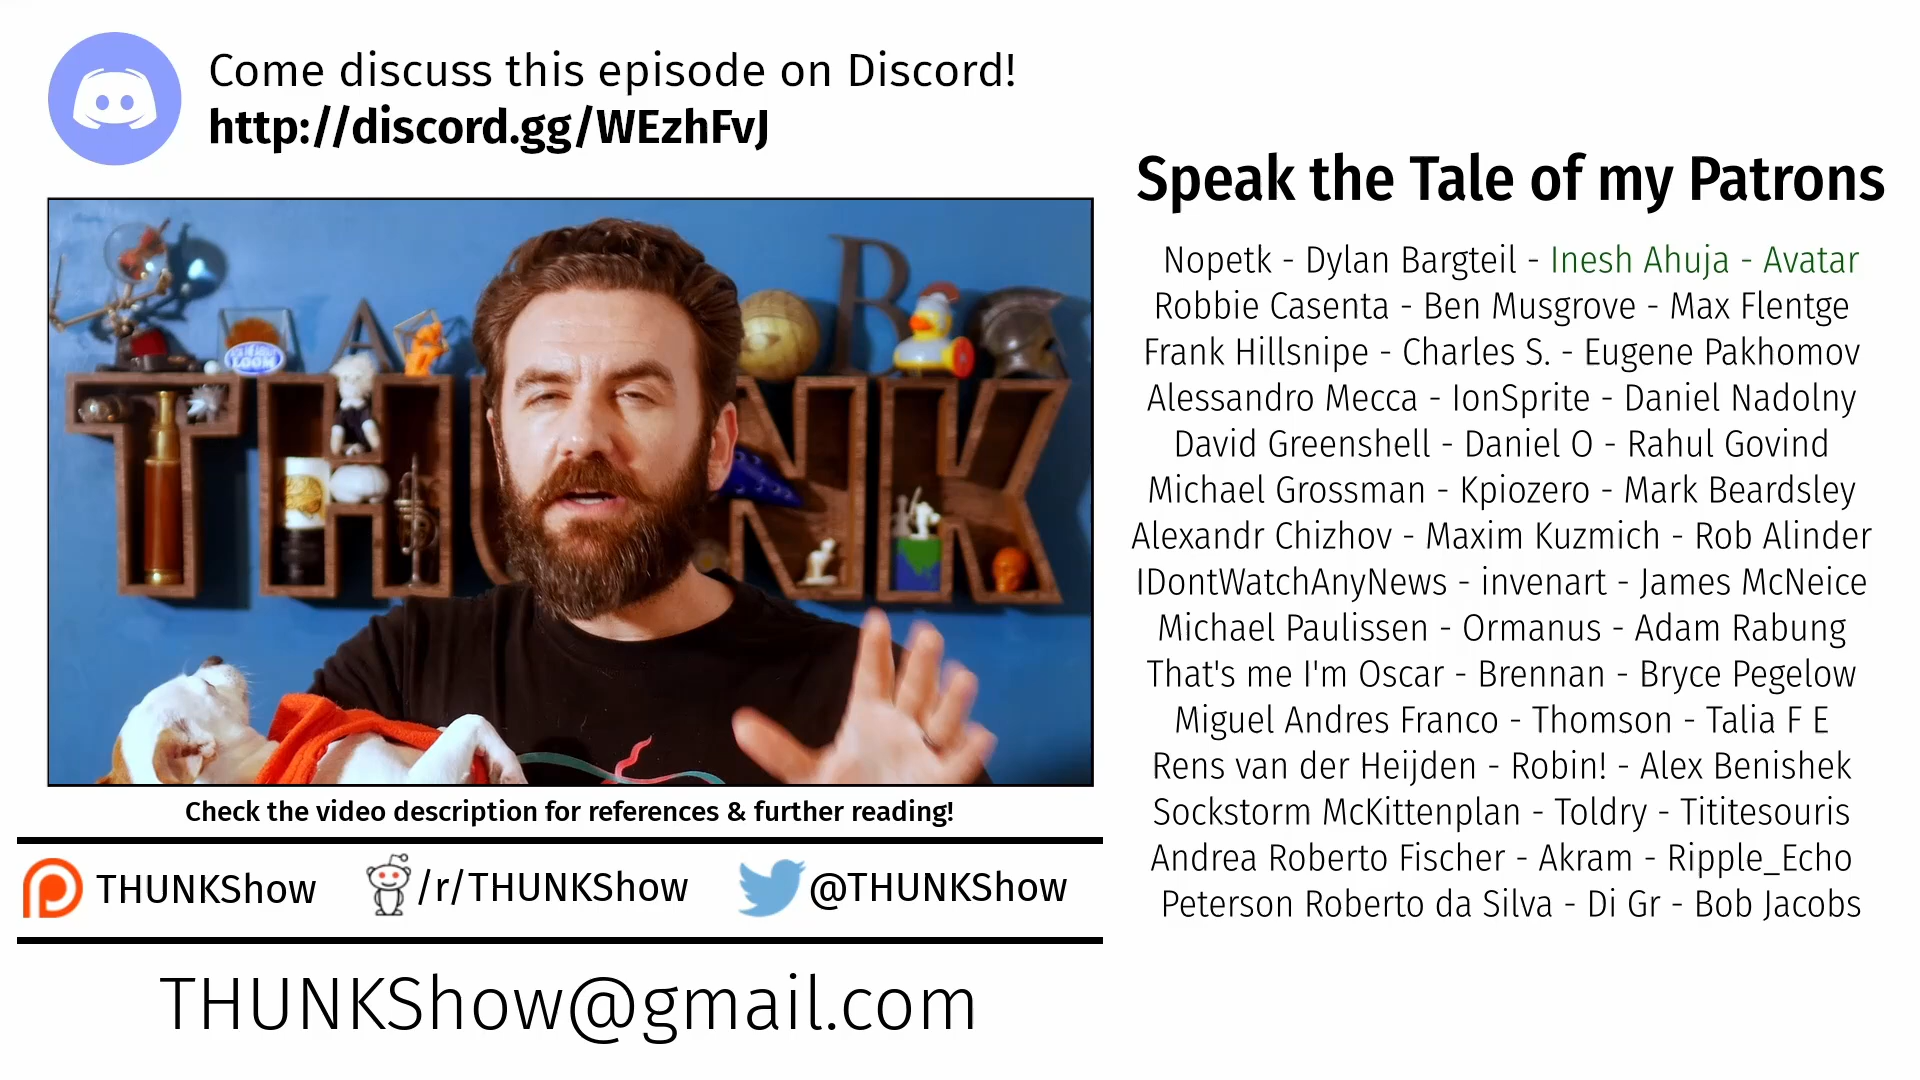 Come discuss this episode on Discord!
http://discord.gg/WEzhFvJ
A
B
LOOM
THUNK
Check the video description for references & further reading!
THUNKShow
/r/THUNKShow
@THUNKShow
THUNKShow@gmail.com
Speak the Tale of my Patrons
Nopetk - Dylan Bargteil - Inesh Ahuja - Avatar
Robbie Casenta - Ben Musgrove - Max Flentge
Frank Hillsnipe - Charles S. - Eugene Pakhomov
Alessandro Mecca - IonSprite - Daniel Nadolny
David Greenshell - Daniel O - Rahul Govind
Michael Grossman - Kpiozero - Mark Beardsley
Alexandr Chizhov - Maxim Kuzmich - Rob Alinder
IDontWatchAnyNews - invenart - James McNeice
Michael Paulissen - Ormanus - Adam Rabung
That's me I'm Oscar - Brennan - Bryce Pegelow
Miguel Andres Franco - Thomson - Talia F E
Rens van der Heijden - Robin! - Alex Benishek
Sockstorm McKittenplan - Toldry - Tititesouris
Andrea Roberto Fischer - Akram - Ripple_Echo
Peterson Roberto da Silva - Di Gr - Bob Jacobs